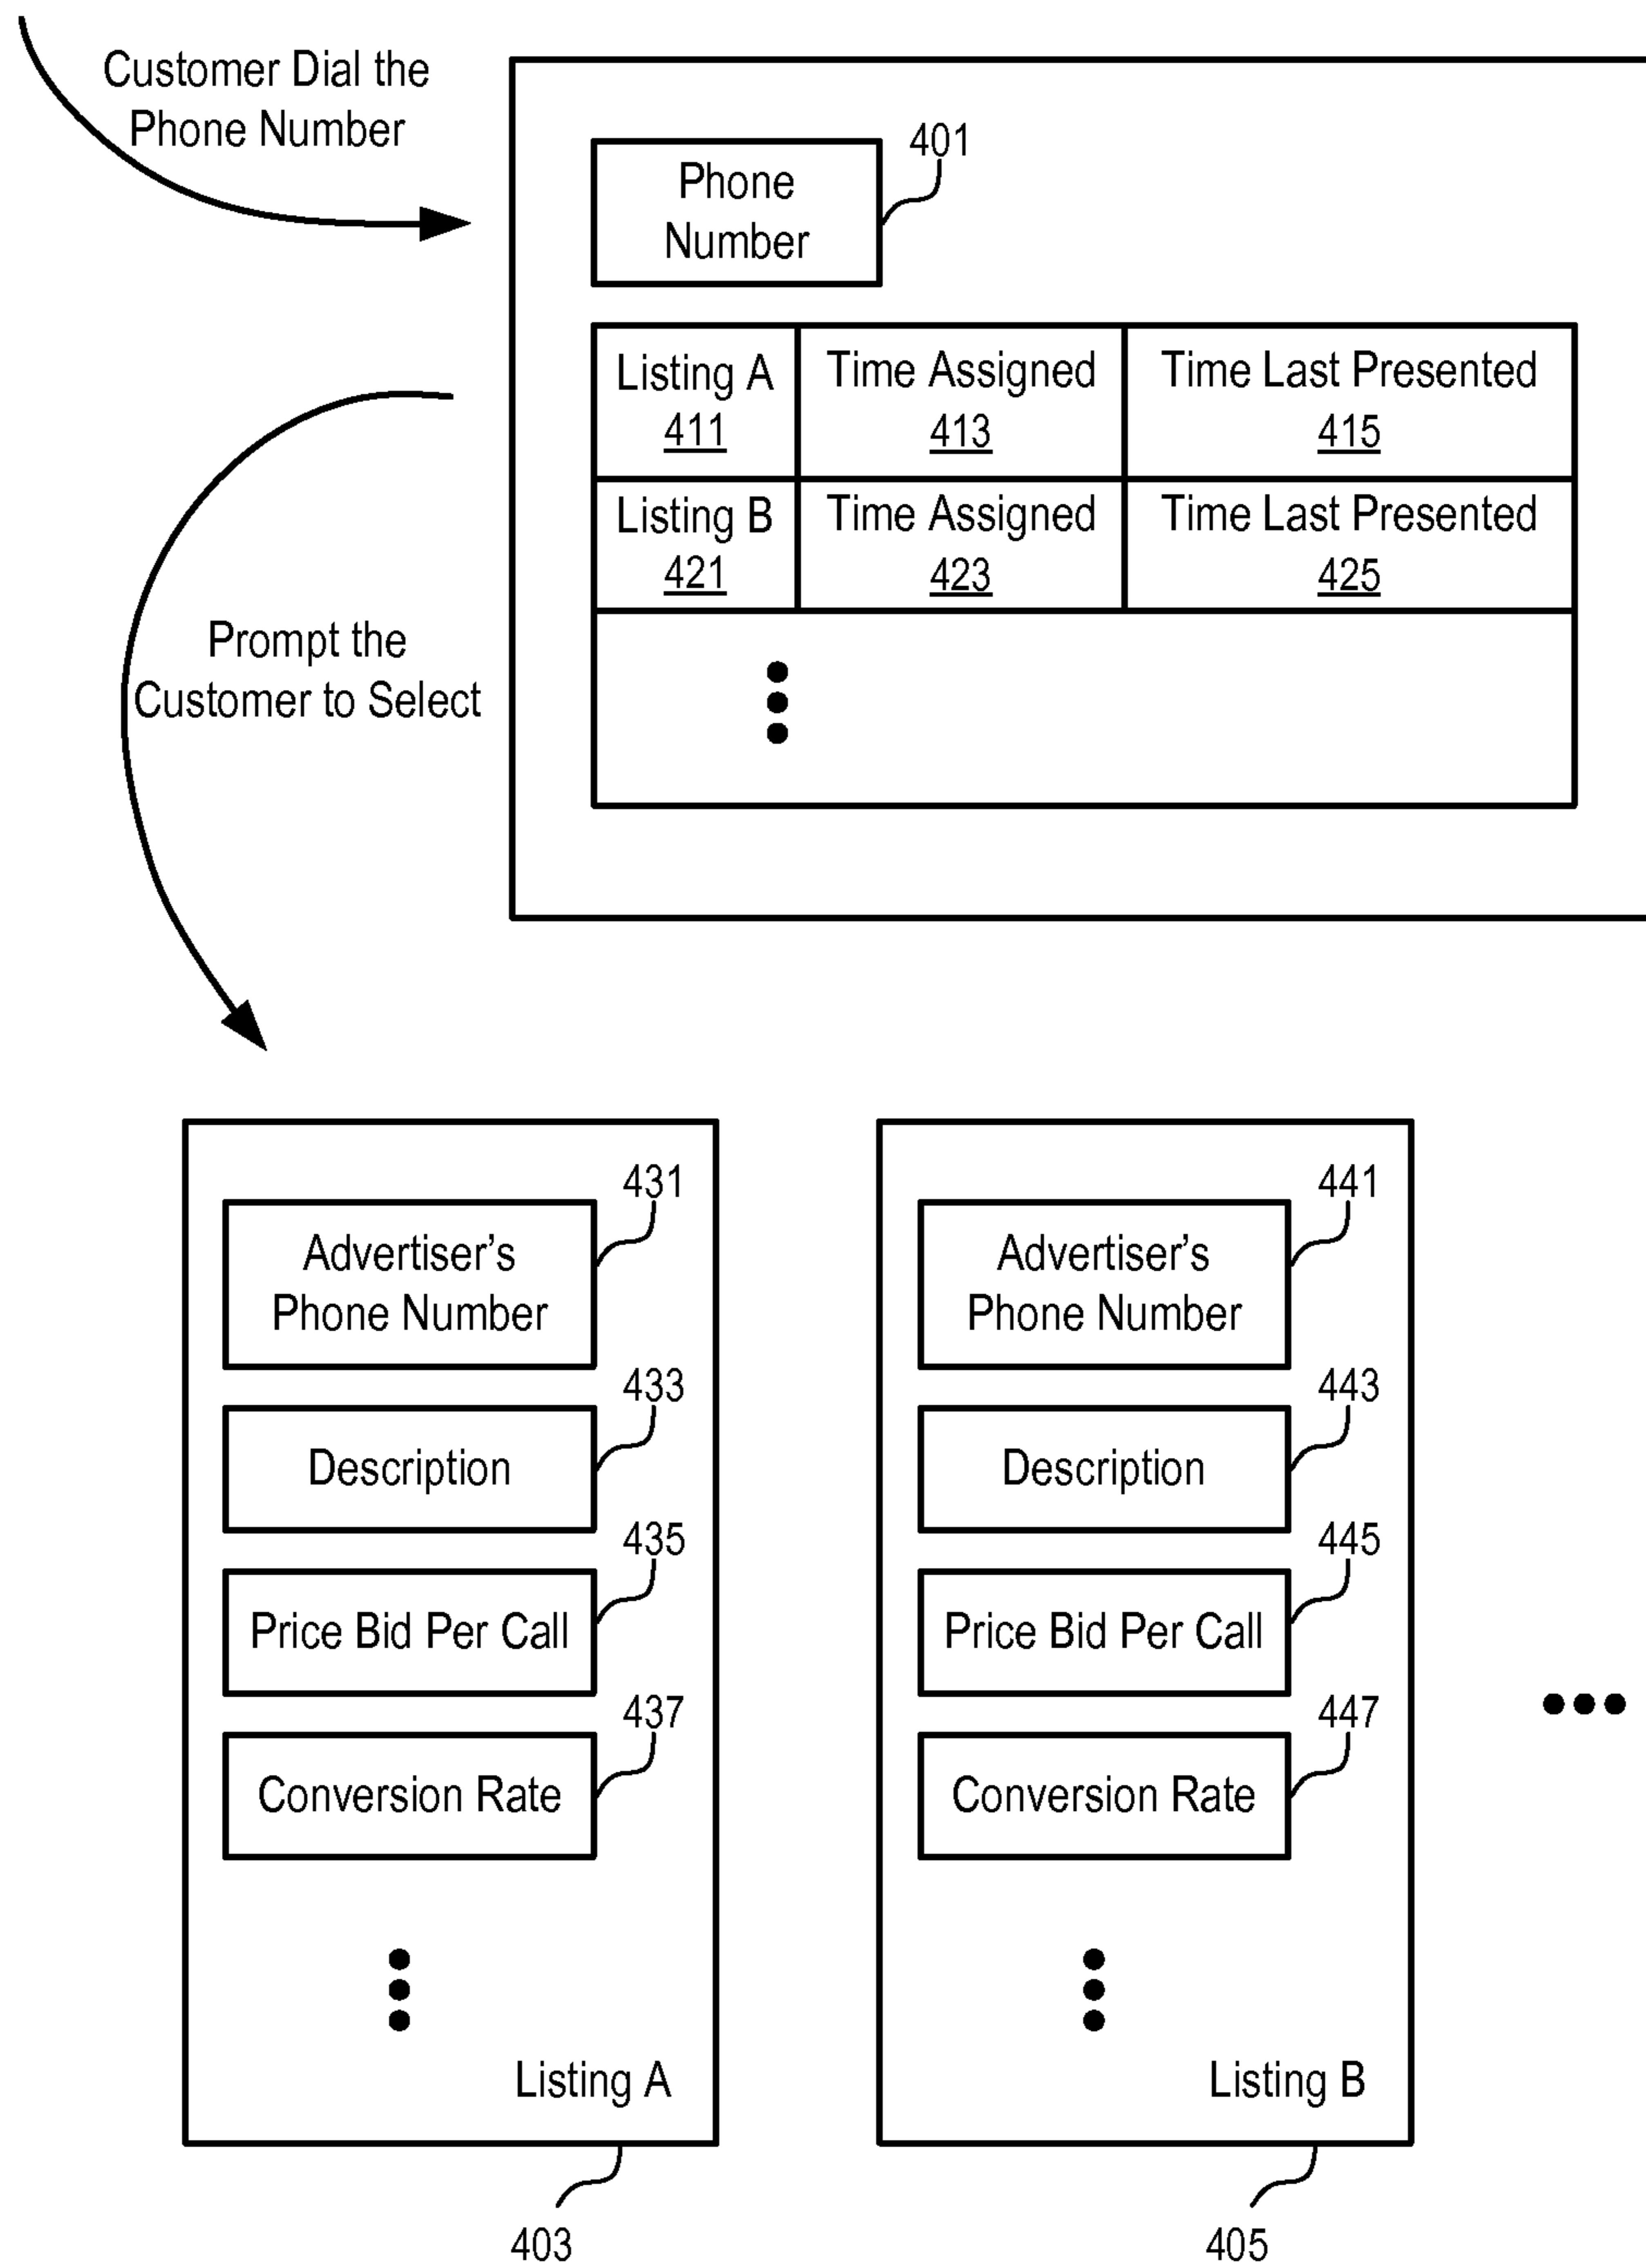 Customer Dial the
Phone Number
401
Phone
Number
Listing A
411
Time Assigned
413
Time Last Presented
415
Listing B
421
Time Assigned
423
Time Last Presented
425
Prompt the
Customer to Select
431
Advertiser's
Phone Number
433
Description
435
Price Bid Per Call
437
Conversion Rate
Listing A
403
441
Advertiser's
Phone Number
443
Description
445
Price Bid Per Call
447
Conversion Rate
Listing B
405